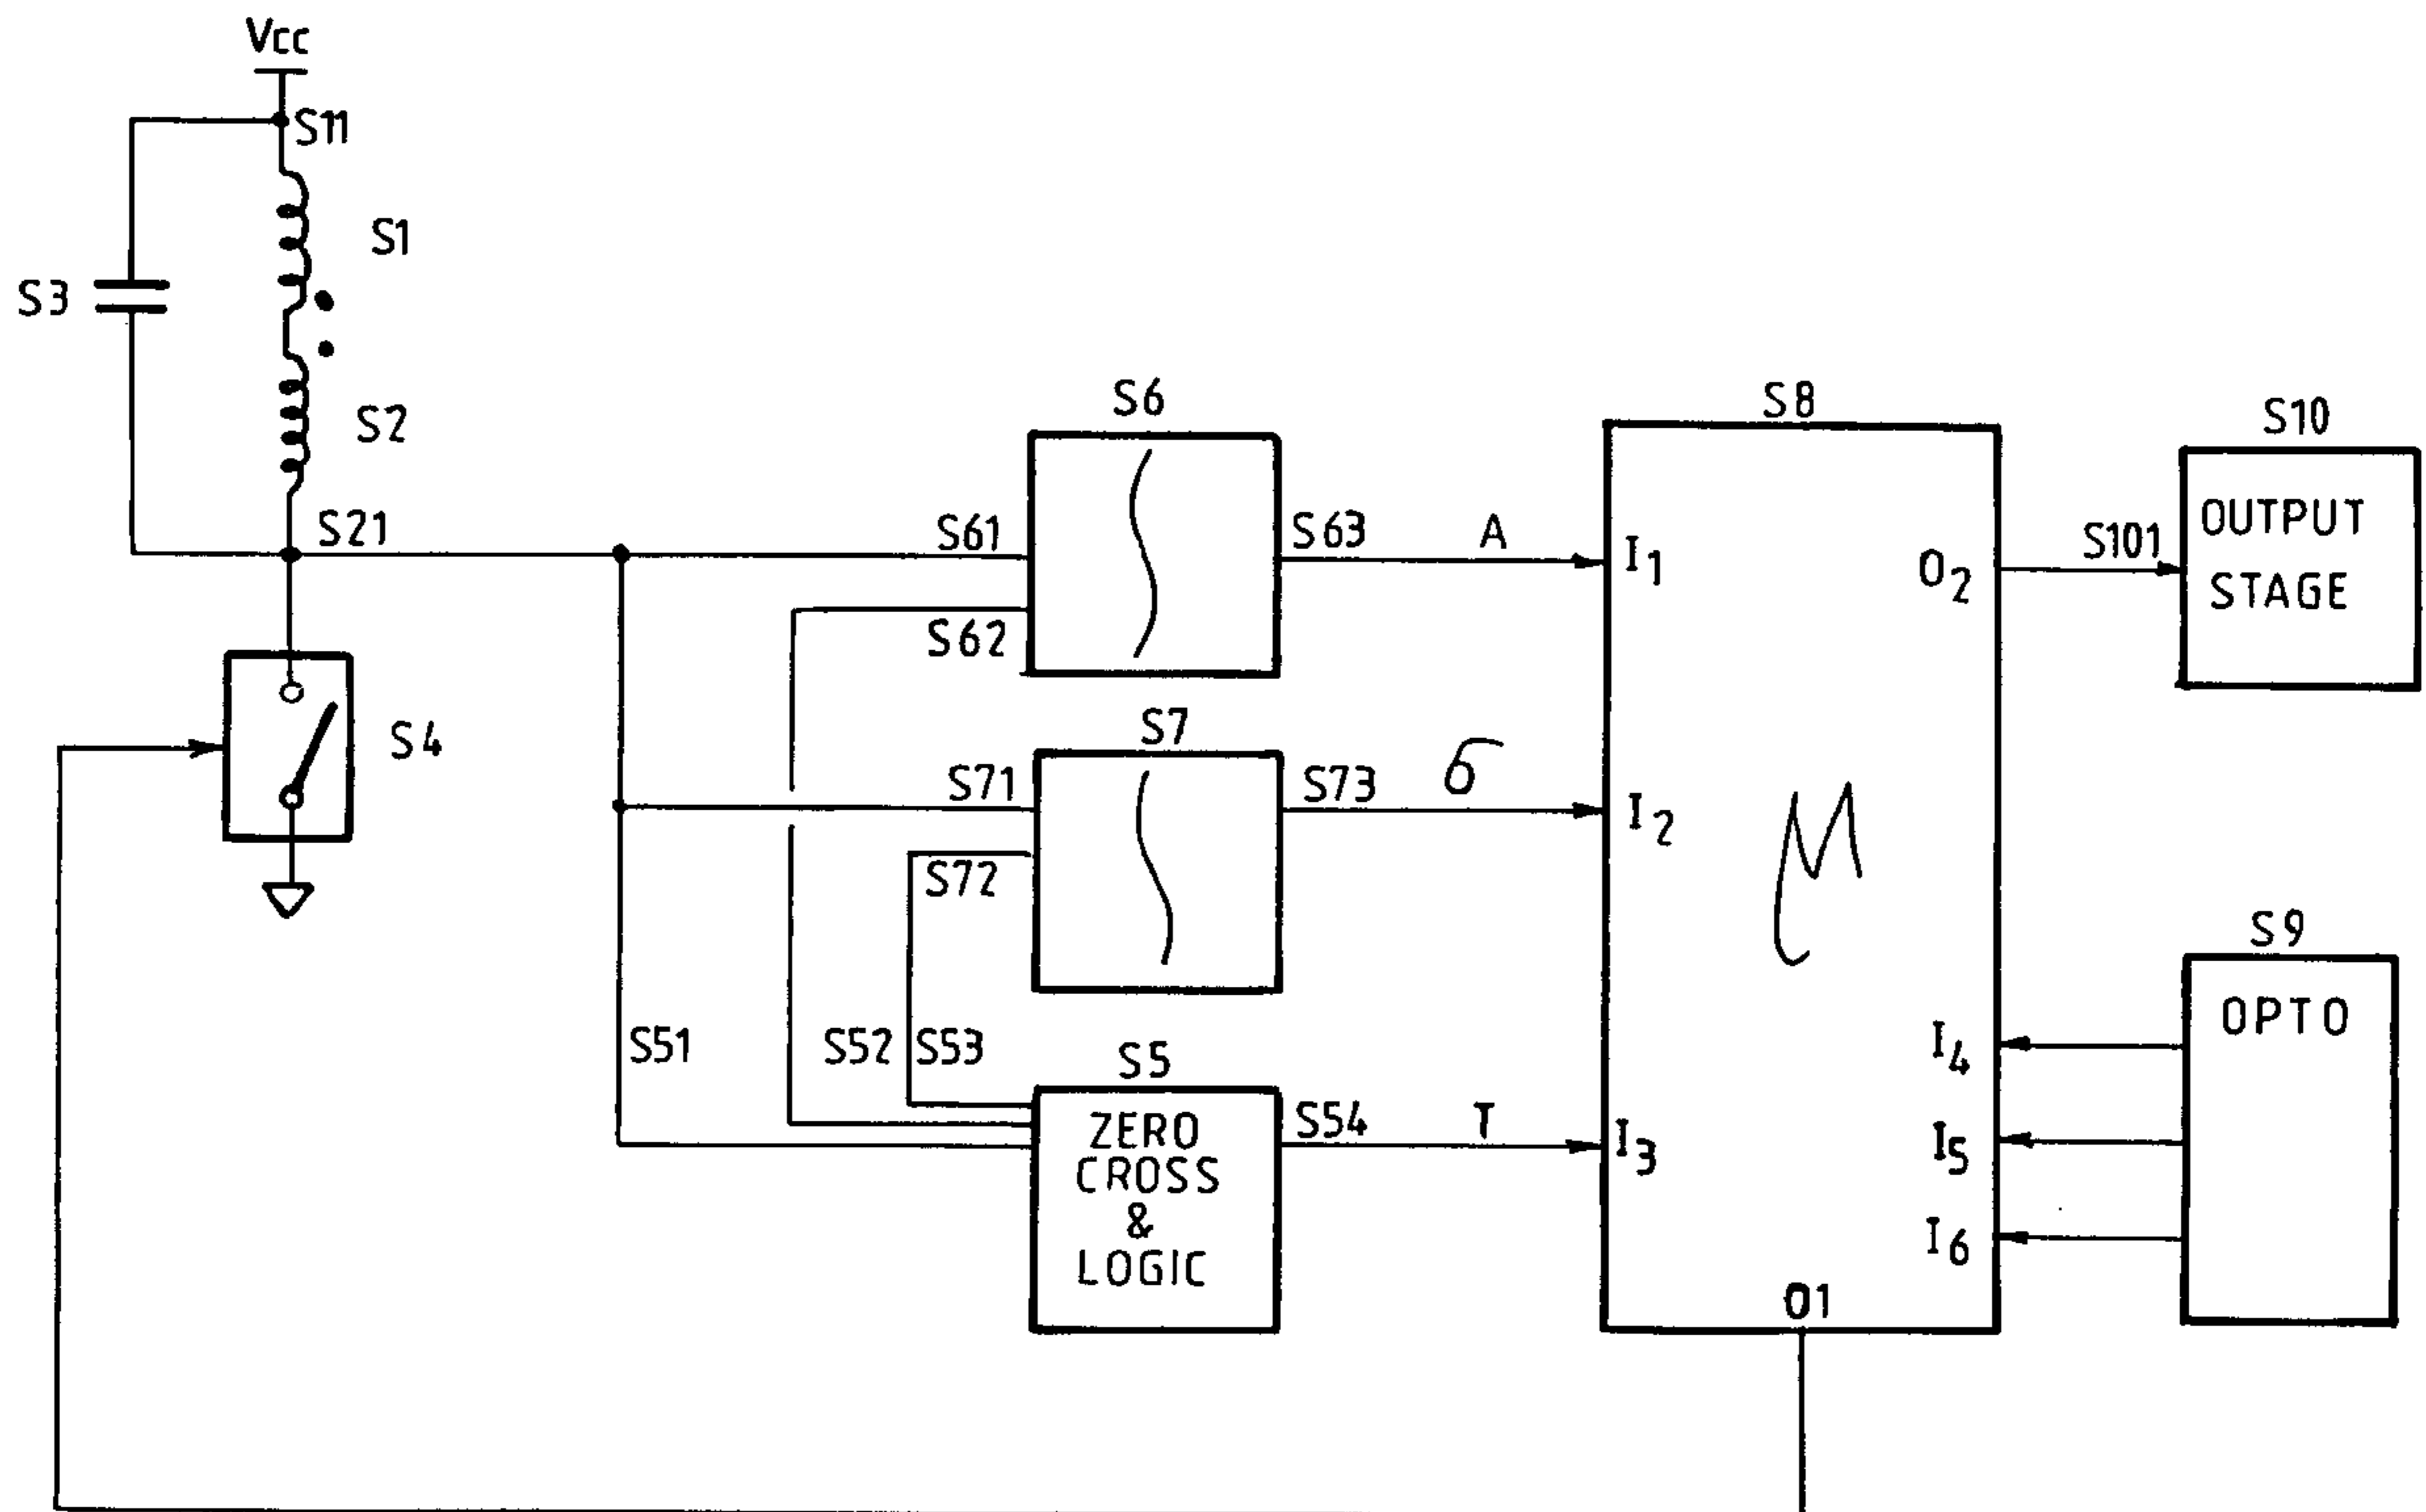 Vcc
S11
S1
S3
S2
S21
S4
S6
S61
S62
S63
A
S7
S71
S72
S73
б
S51
S52
S53
S5
ZERO
CROSS
&
LOGIC
S54
T
S8
I1
I2
I3
M
O2
I4
I5
I6
O1
S101
S10
OUTPUT
STAGE
S9
OPTO